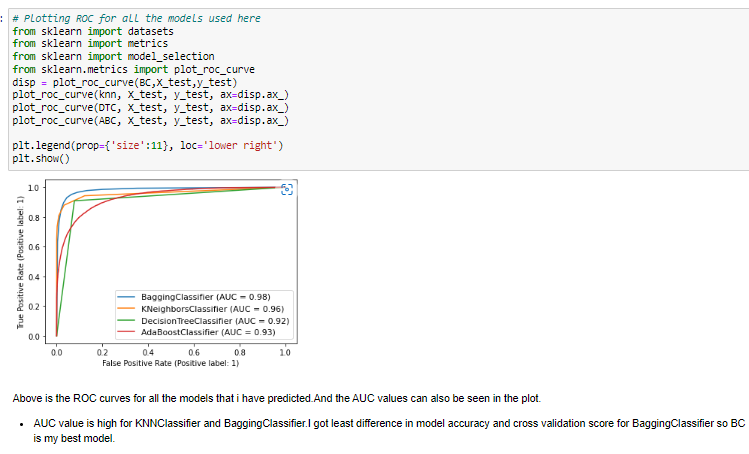 : # Plotting ROC for all the models used here
from sklearn import datasets
from sklearn import metrics
from sklearn import model_selection
from sklearn.metrics import plot_roc_curve
disp = plot_roc_curve(BC,X_test,y_test)
plot_roc_curve(knn, X_test, y_test, ax=disp.ax_)
plot_roc_curve(DTC, X_test, y_test, ax=disp.ax_)
plot_roc_curve(ABC, X_test, y_test, ax=disp.ax_)
plt.legend(prop={'size':11}, loc='lower right')
plt.show()
True Positive Rate (Positive label: 1)
1.0
0.8
0.6
0.4
0.2
0.0
BaggingClassifier (AUC = 0.98)
KNeighborsClassifier (AUC = 0.96)
DecisionTreeClassifier (AUC = 0.92)
AdaBoostClassifier (AUC = 0.93)
0.0 0.2 0.4 0.6 0.8 1.0
False Positive Rate (Positive label: 1)
Above is the ROC curves for all the models that i have predicted.And the AUC values can also be seen in the plot.
• AUC value is high for KNNClassifier and BaggingClassifier.I got least difference in model accuracy and cross validation score for BaggingClassifier so BC
is my best model.